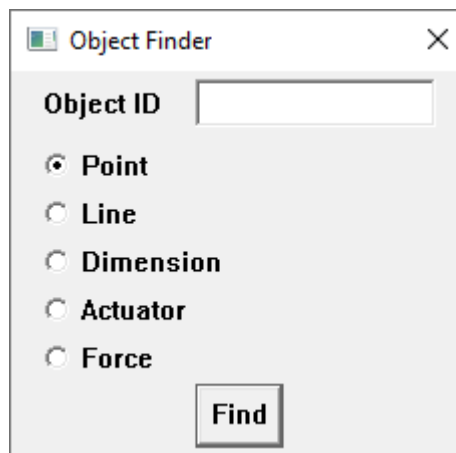 Object Finder
Object ID
Point
Line
Dimension
Actuator
Force
Find